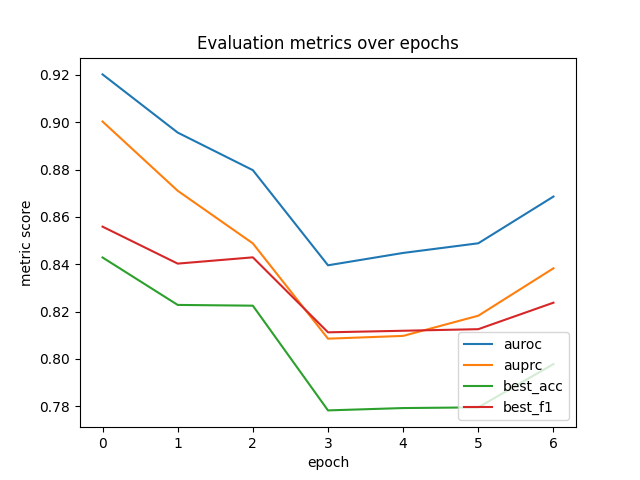 Evaluation metrics over epochs
metric score
0.92
0.90
0.88
0.86
0.84
0.82
0.80
0.78
auroc
auprc
best_acc
best_f1
0 1 2 3 4 5 6
epoch